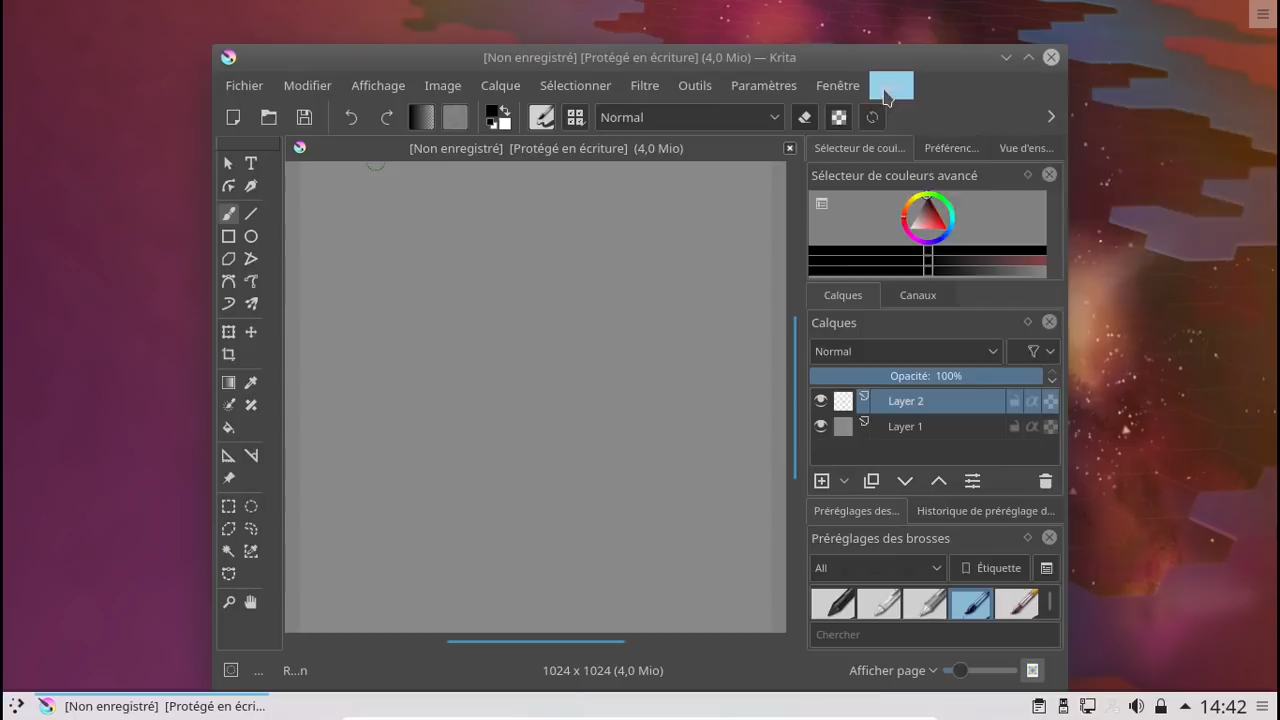 [Non enregistré] [Protégé en écriture] (4,0 Mio) — Krita
Fichier Modifier Affichage Image Calque Sélectionner Filtre Outils Paramètres Fenêtre
Normal
[Non enregistré] [Protégé en écriture] (4,0 Mio)
Sélecteur de coul... Préférenc... Vue d'ens...
Sélecteur de couleurs avancé
Calques Canaux
Calques
Normal
Opacité: 100%
Layer 2
Layer 1
Préréglages des... Historique de préréglage d...
Préréglages des brosses
All Étiquette
Chercher
... R...n 1024 x 1024 (4,0 Mio) Afficher page
[Non enregistré] [Protégé en écri... 14:42